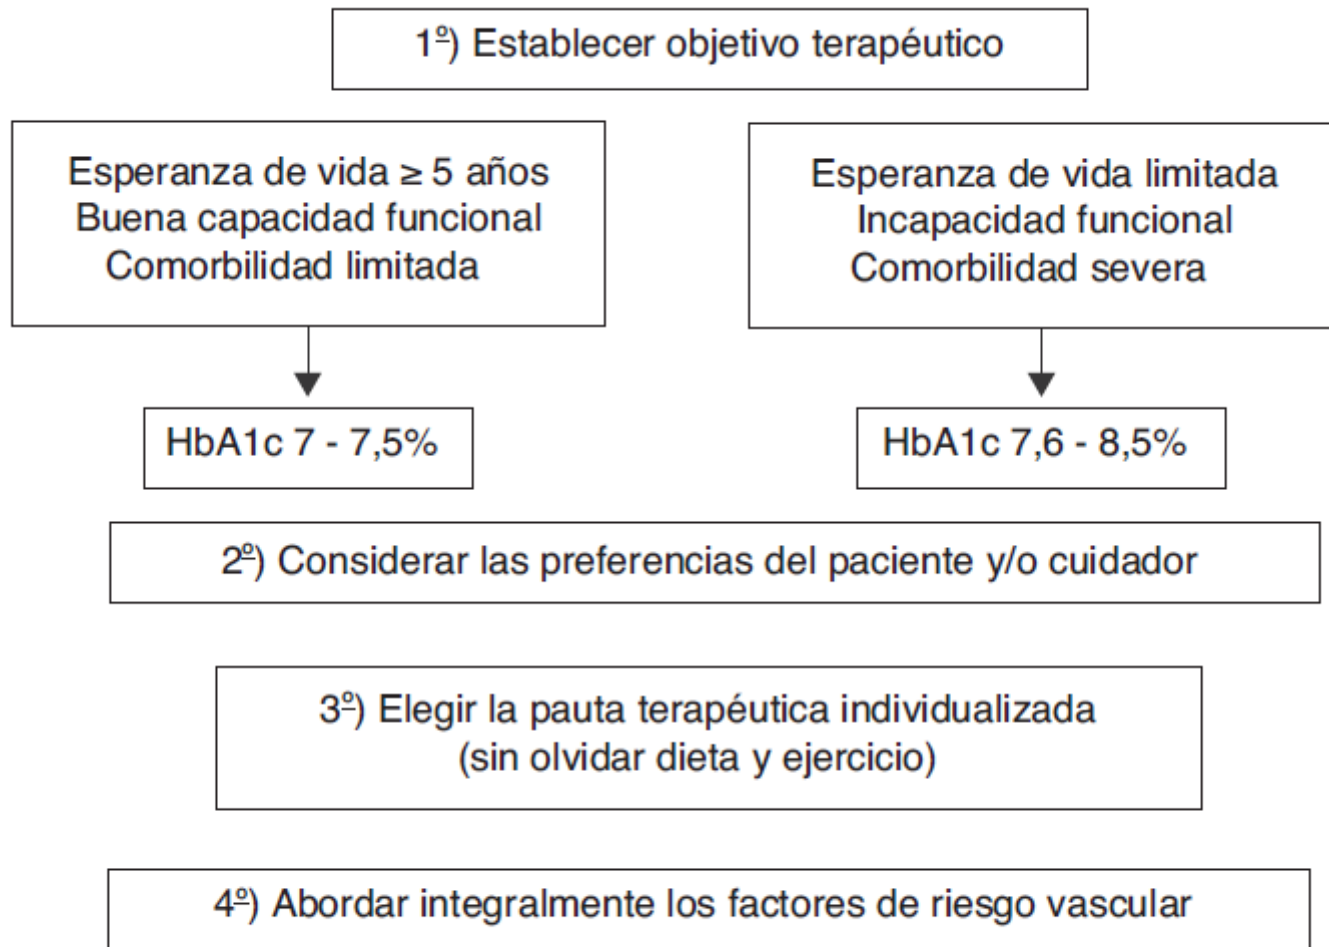 1º) Establecer objetivo terapéutico
Esperanza de vida ≥ 5 años
Buena capacidad funcional
Comorbilidad limitada
Esperanza de vida limitada
Incapacidad funcional
Comorbilidad severa
HbA1c 7 - 7,5%
HbA1c 7,6 - 8,5%
2º) Considerar las preferencias del paciente y/o cuidador
3º) Elegir la pauta terapéutica individualizada
(sin olvidar dieta y ejercicio)
4º) Abordar integralmente los factores de riesgo vascular